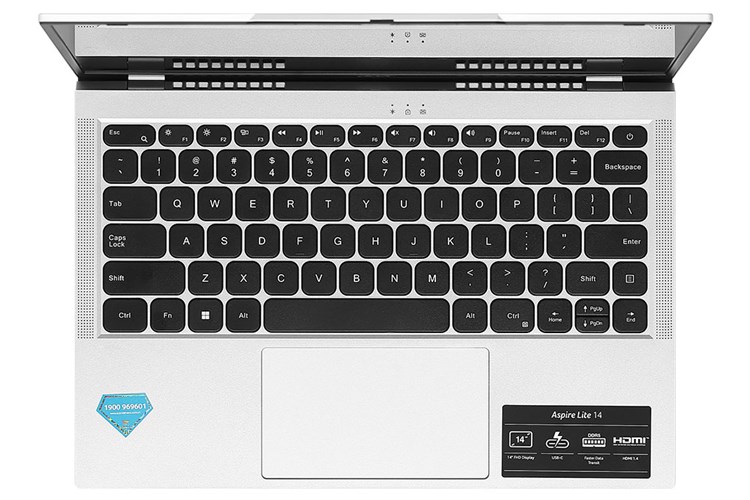 Esc F1 F2 F3 F4 F5 F6 F7 F8 F9 Pause F10 Insert F11 Del F12
~ ` ! 1 @ 2 # 3 $ 4 % 5 ^ 6 & 7 * 8 ( 9 ) 0 _ - + = Backspace
Tab Q W E R T Y U I O P { [ } ] | \
Caps Lock A S D F G H J K L : ; " ' Enter
Shift Z X C V B N M < , > . ? / Shift
Ctrl Fn Alt Alt Ctrl Home PgUp PgDn End
1900 969601
Aspire Lite 14
14" DDR5 HDMI
14" FHD Display USB-C Faster Data Transit HDMI 1.4